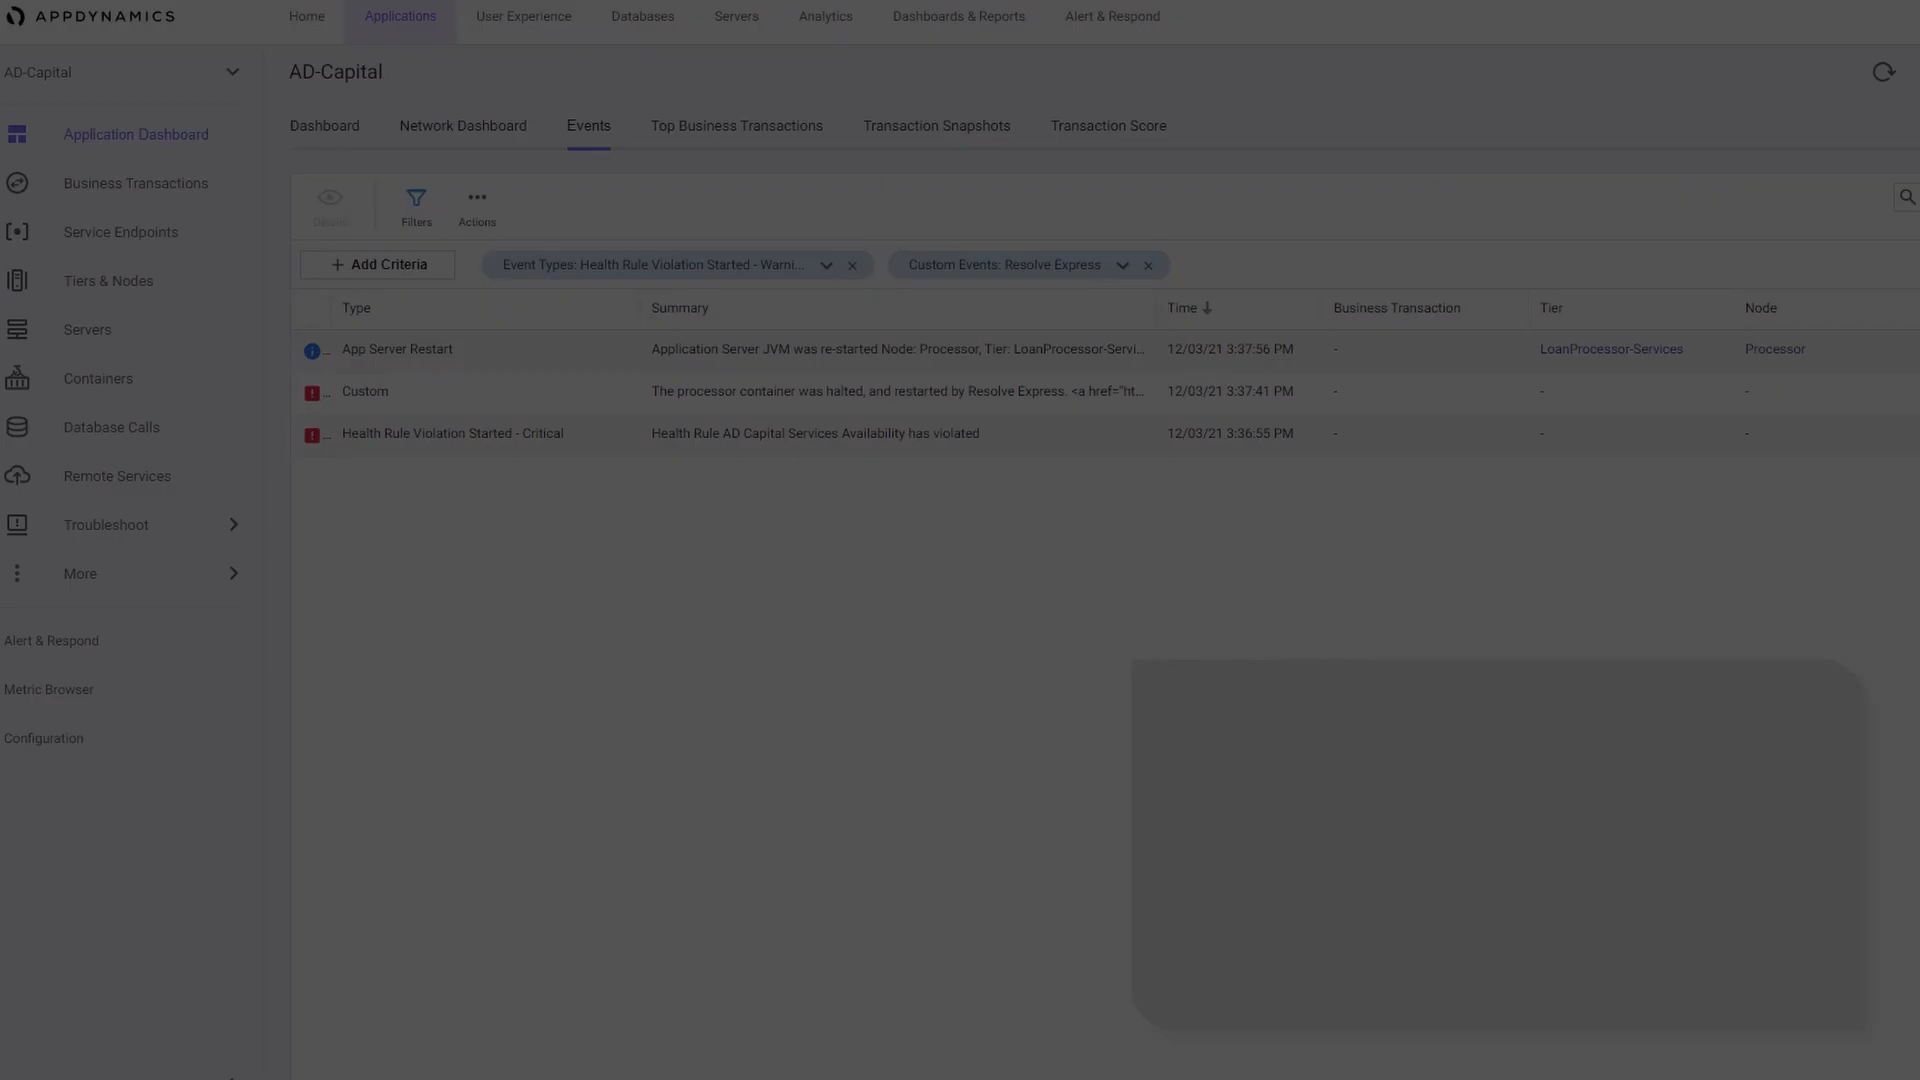 APPDYNAMICS
Home
Applications
User Experience
Databases
Servers
Analytics
Dashboards & Reports
Alert & Respond
AD-Capital
AD-Capital
Dashboard
Network Dashboard
Events
Top Business Transactions
Transaction Snapshots
Transaction Score
Application Dashboard
Business Transactions
Service Endpoints
Tiers & Nodes
Servers
Containers
Database Calls
Remote Services
Troubleshoot
More
Alert & Respond
Metric Browser
Configuration
Details
Filters
Actions
+ Add Criteria
Event Types: Health Rule Violation Started - Warni...
Custom Events: Resolve Express
Type Summary Time Business Transaction Tier Node
App Server Restart Application Server JVM was re-started Node: Processor, Tier: LoanProcessor-Servi... 12/03/21 3:37:56 PM - LoanProcessor-Services Processor
Custom The processor container was halted, and restarted by Resolve Express. <a href="ht... 12/03/21 3:37:41 PM - - -
Health Rule Violation Started - Critical Health Rule AD Capital Services Availability has violated 12/03/21 3:36:55 PM - - -